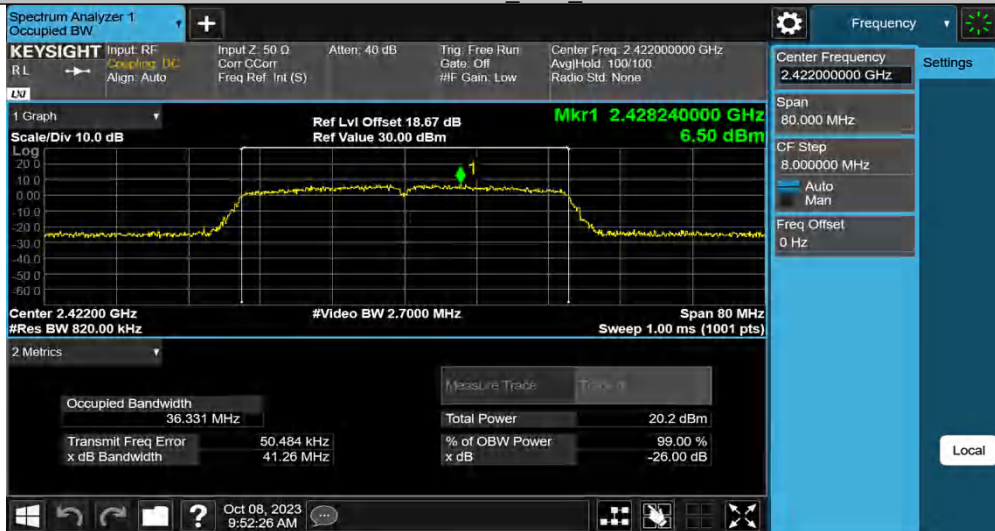 Spectrum Analyzer 1
Occupied BW
+
Frequency
KEYSIGHT
RL
LXI
Input: RF
Coupling: DC
Align: Auto
Input Z: 50 Ω
Corr CCorr
Freq Ref: Int (S)
Atten: 40 dB
Trig: Free Run
Gate: Off
#IF Gain: Low
Center Freq: 2.422000000 GHz
Avg|Hold: 100/100
Radio Std: None
Center Frequency
2.422000000 GHz
Settings
Span
80.000 MHz
CF Step
8.000000 MHz
Auto
Man
Freq Offset
0 Hz
Local
1 Graph
Scale/Div 10.0 dB
Ref Lvl Offset 18.67 dB
Ref Value 30.00 dBm
Mkr1 2.428240000 GHz
6.50 dBm
Log
20.0
10.0
0.00
-10.0
-20.0
-30.0
-40.0
-50.0
-60.0
1
Center 2.42200 GHz
#Video BW 2.7000 MHz
Span 80 MHz
#Res BW 820.00 kHz
Sweep 1.00 ms (1001 pts)
2 Metrics
Measure Trace
Occupied Bandwidth
36.331 MHz
Total Power 20.2 dBm
Transmit Freq Error 50.484 kHz
% of OBW Power 99.00 %
x dB Bandwidth 41.26 MHz
x dB -26.00 dB
?
Oct 08, 2023
9:52:26 AM